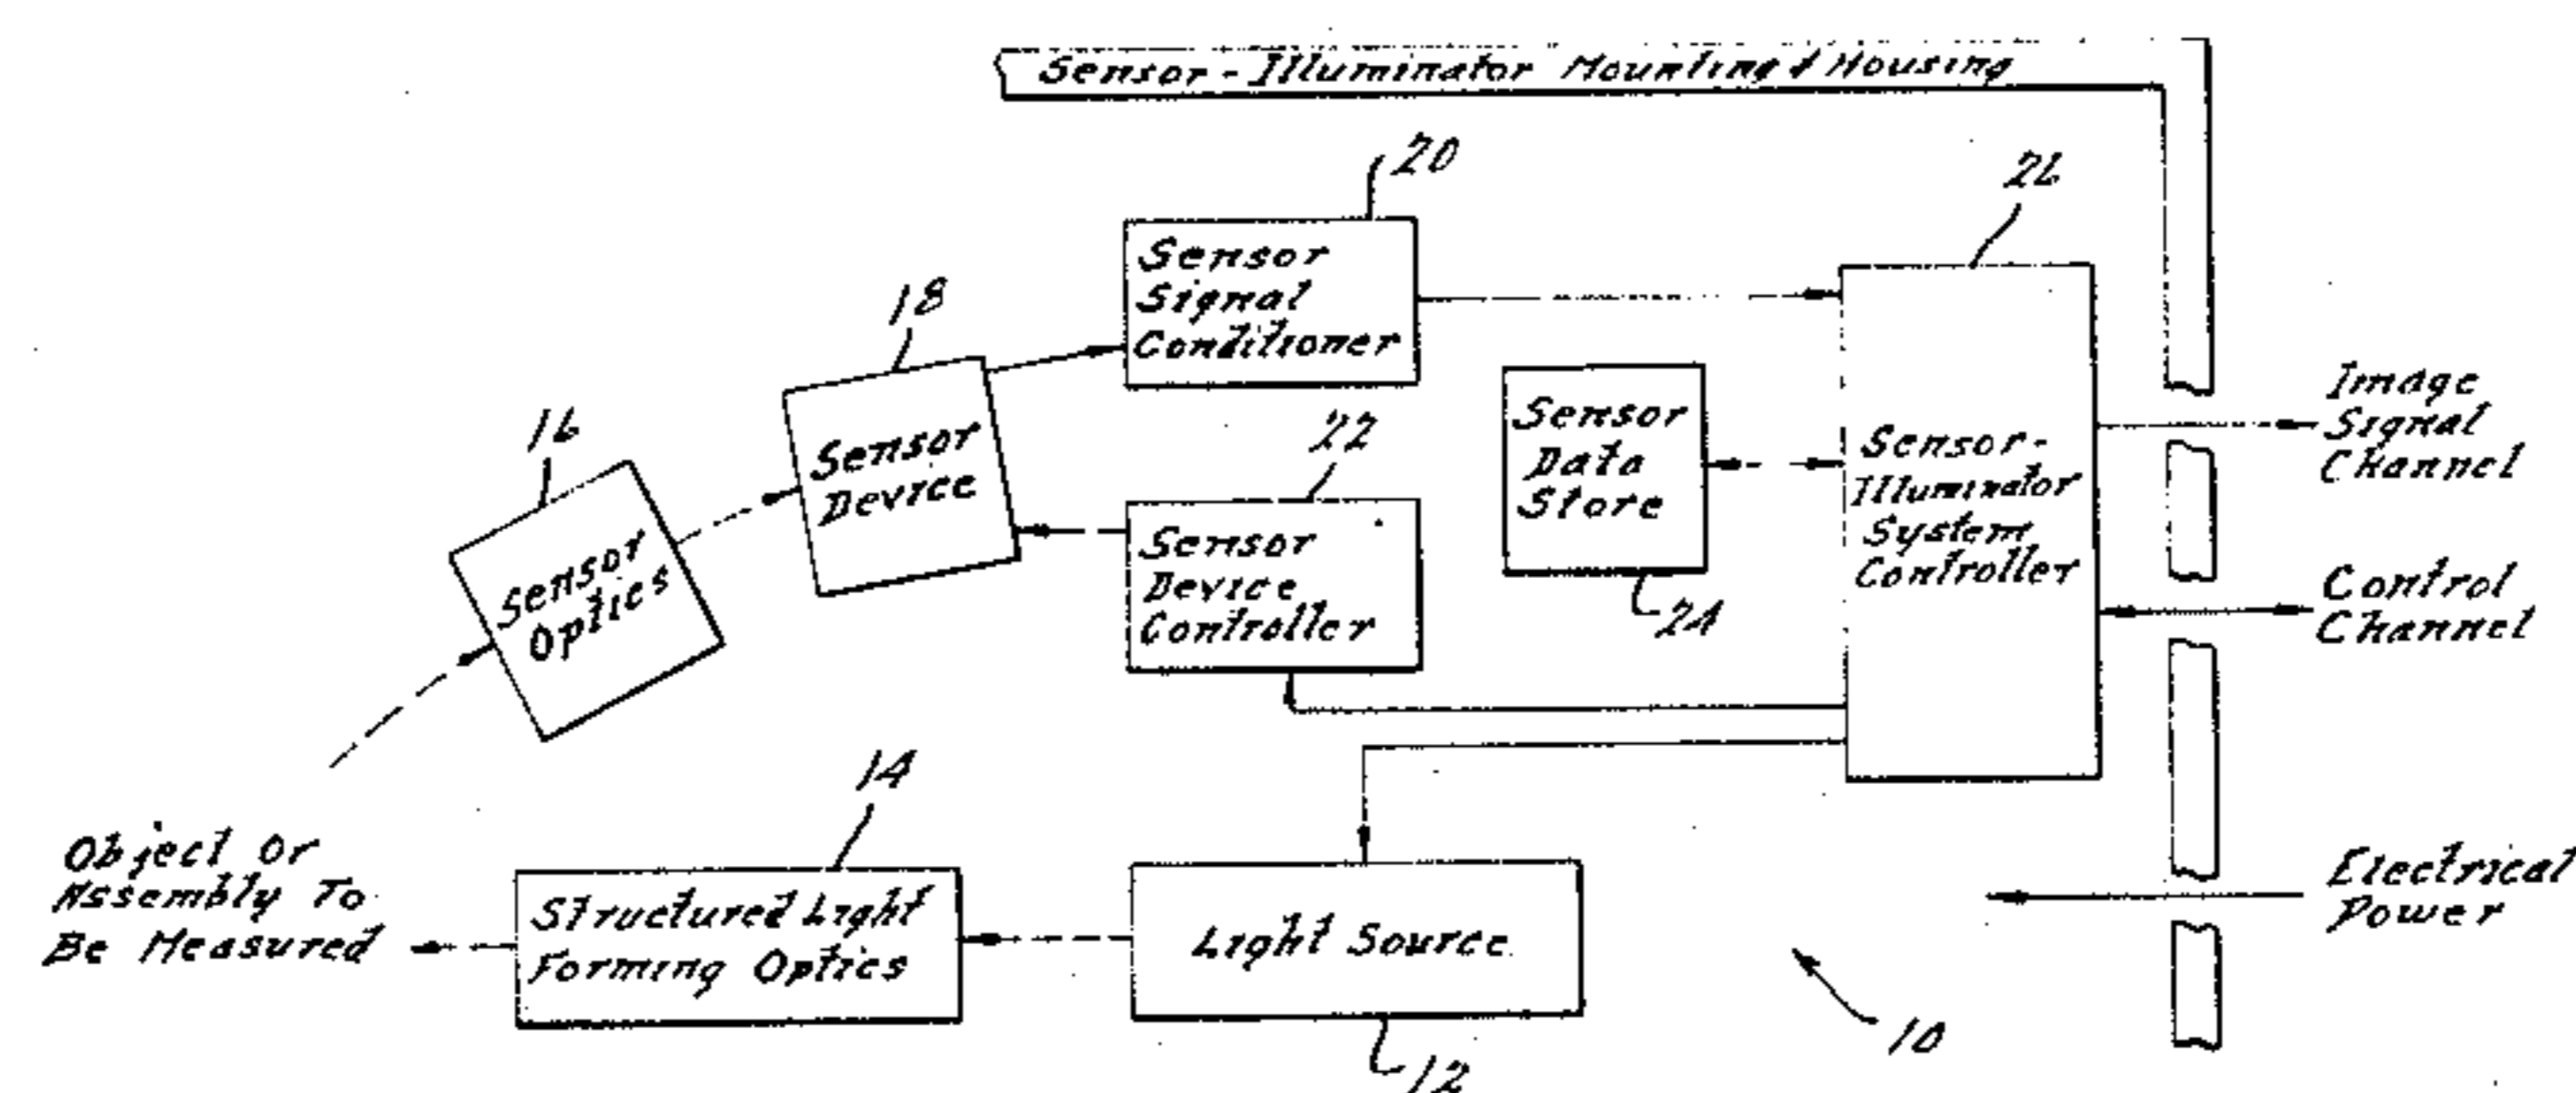 Sensor - Illuminator Mounting & Housing
20
26
Sensor
Signal
Conditioner
18
Image
Signal
Channel
16
Sensor
Device
22
Sensor
Data
Store
24
Sensor-
Illuminator
System
Controller
Sensor
Optics
Sensor
Device
Controller
Control
Channel
14
Object Or
Assembly To
Be Measured
Structured Light
Forming Optics
Light Source
12
Electrical
Power
10